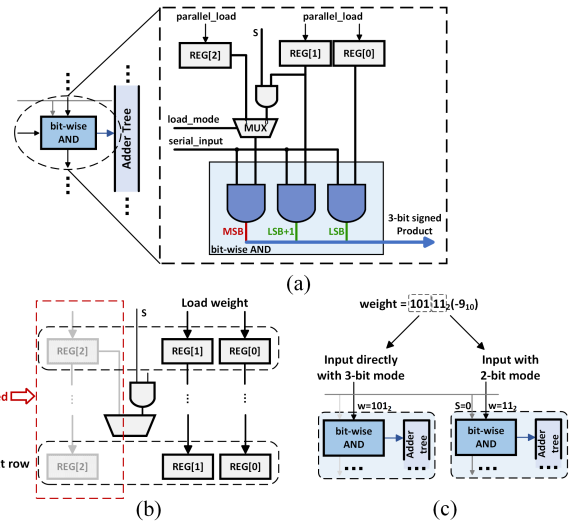 parallel_load
parallel_load
S
REG[2]
REG[1]
REG[0]
load_mode
MUX
serial_input
bit-wise
AND
Adder Tree
MSB
LSB+1
LSB
3-bit signed
Product
bit-wise AND
(a)
S
Load weight
REG[2]
REG[1]
REG[0]
t row
REG[2]
REG[1]
REG[0]
(b)
weight = 101 11₂(-9₁₀)
Input directly
with 3-bit mode
Input with
2-bit mode
w=101₂
S=0
w=11₂
bit-wise
AND
Adder
tree
bit-wise
AND
Adder
tree
(c)